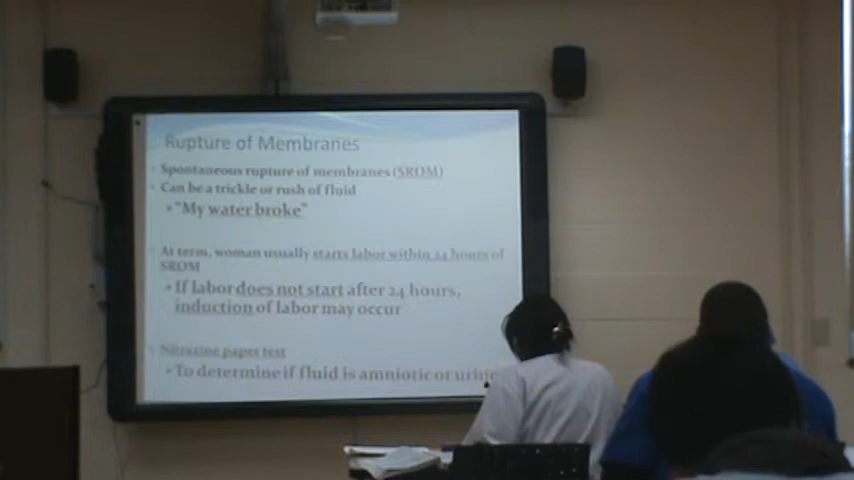 Rupture of Membranes
Spontaneous rupture of membranes (SROM)
Can be a trickle or rush of fluid
"My water broke"
At term, woman usually starts labor within 24 hours of
SROM
If labor does not start after 24 hours,
induction of labor may occur
Nitrazine paper test
To determine if fluid is amniotic or urine